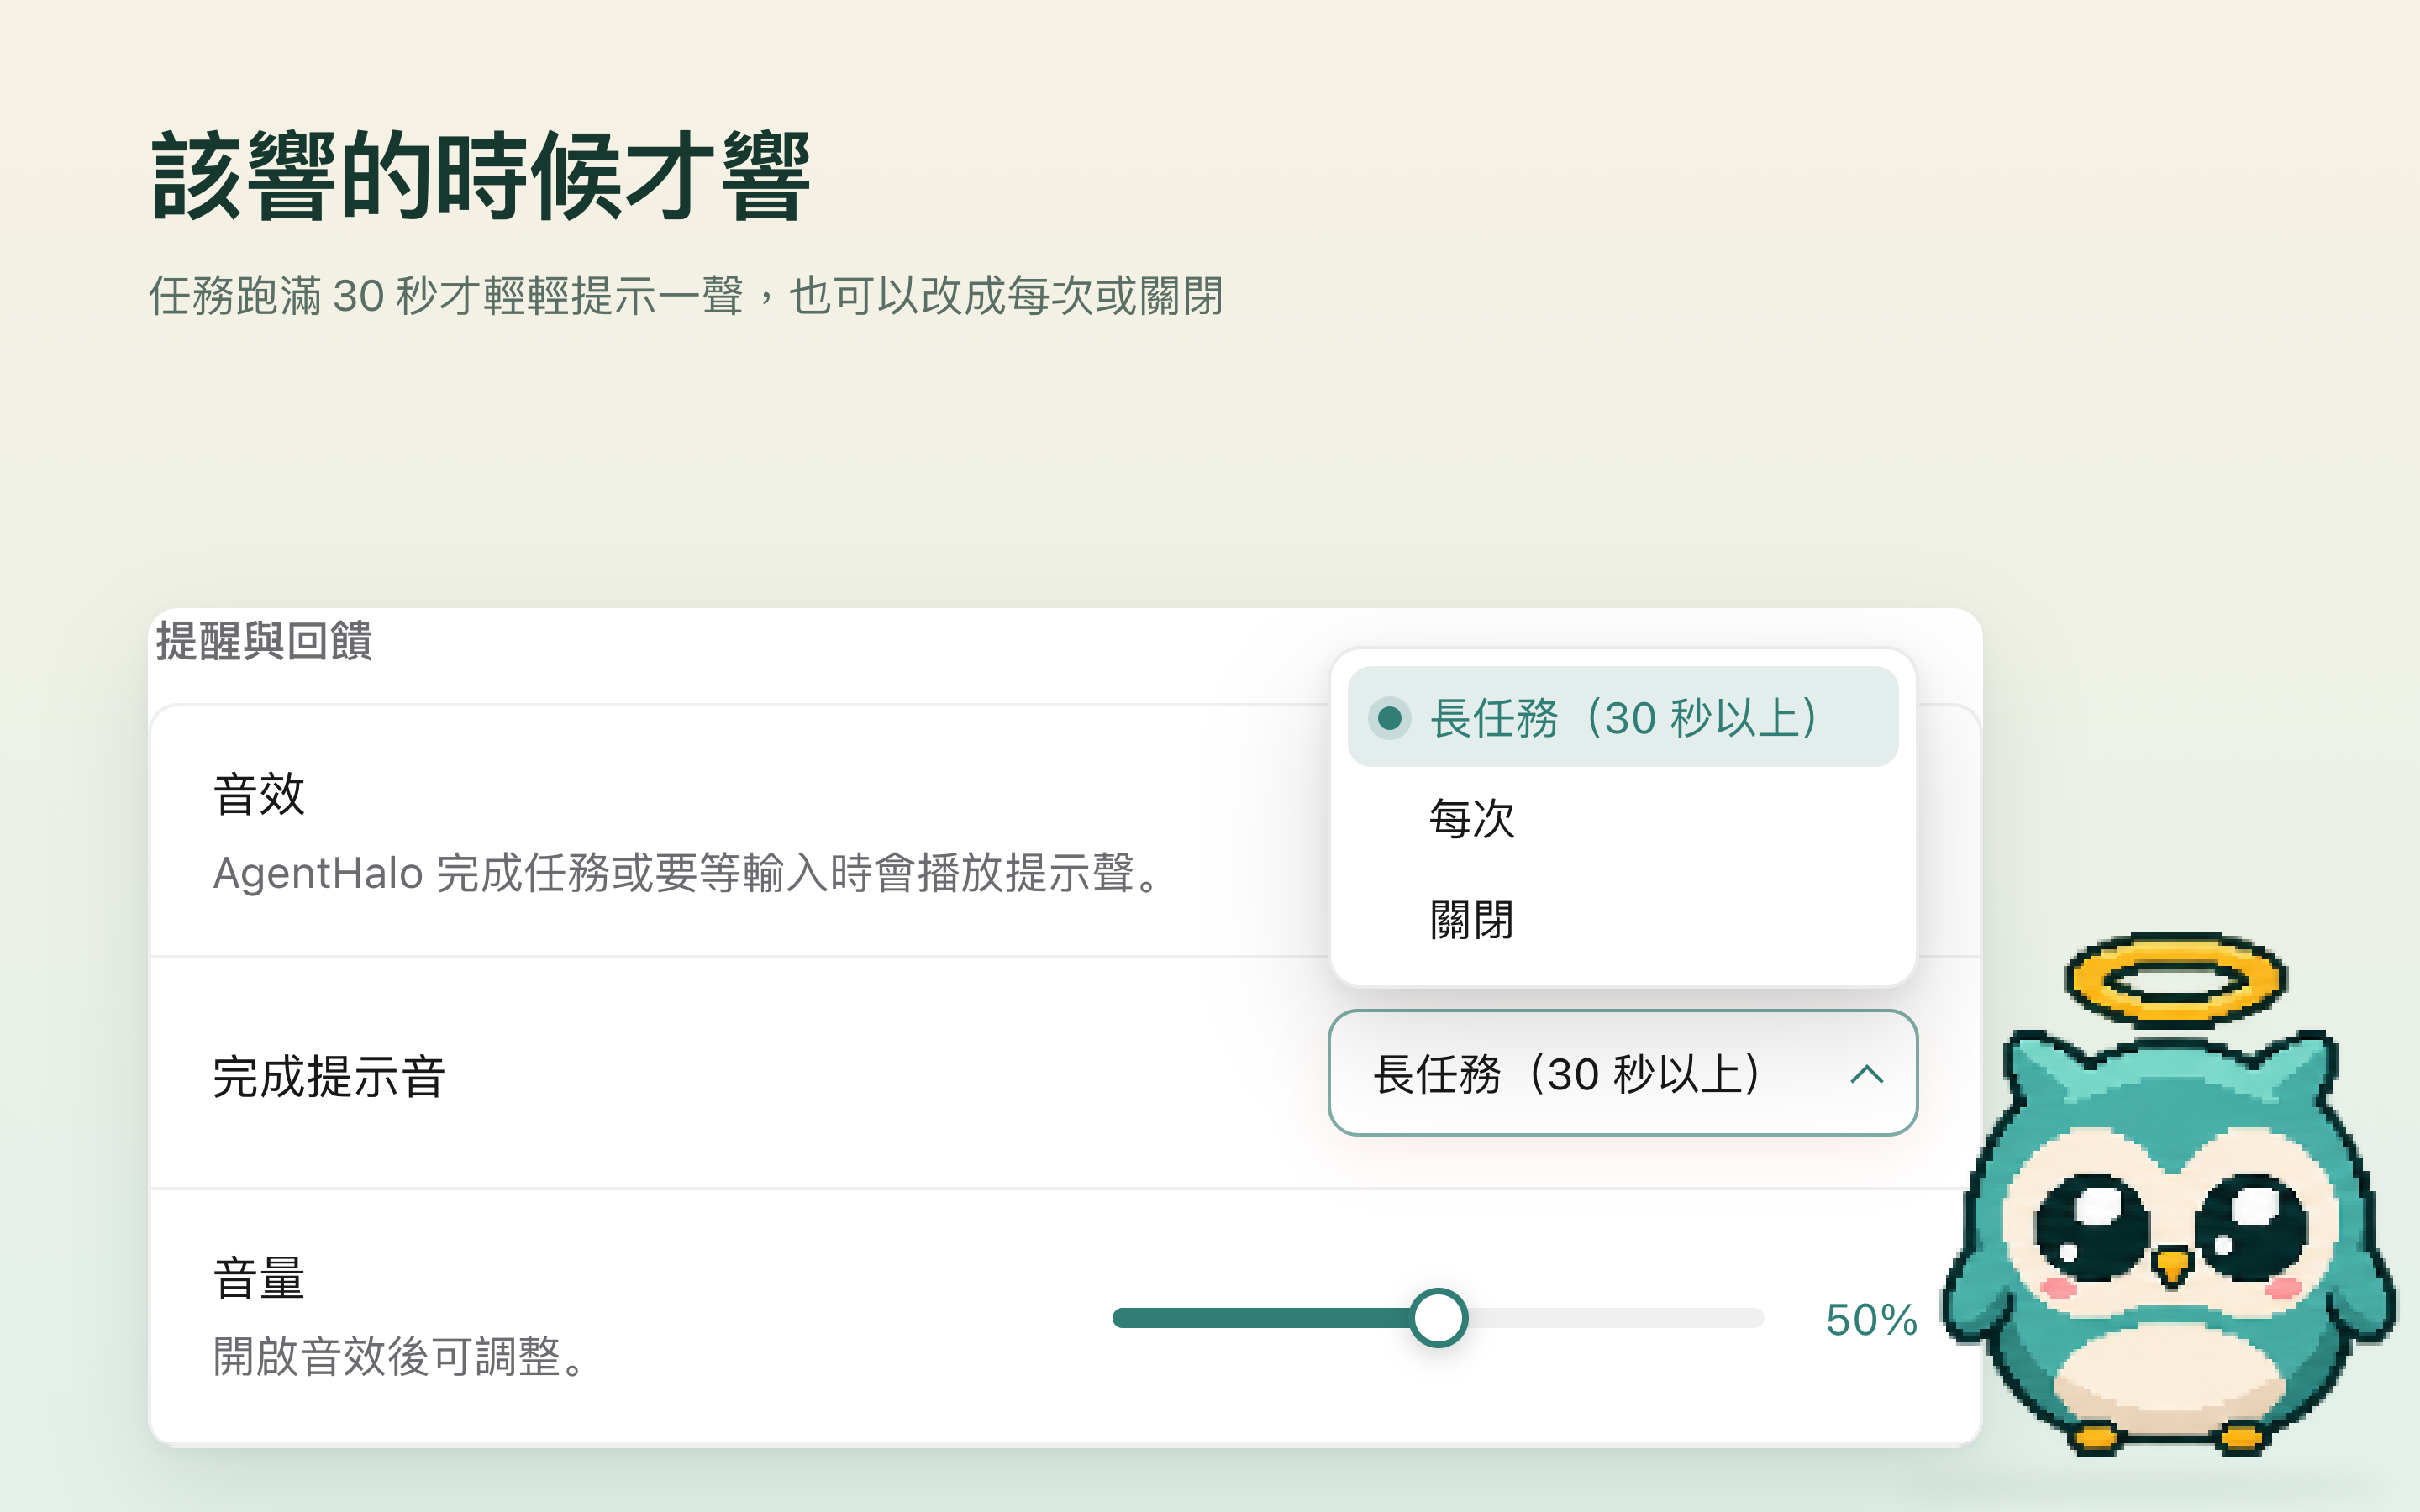 該響的時候才響
任務跑滿 30 秒才輕輕提示一聲，也可以改成每次或關閉
提醒與回饋
音效
AgentHalo 完成任務或要等輸入時會播放提示聲。
長任務（30 秒以上）
每次
關閉
完成提示音
長任務（30 秒以上）
音量
開啟音效後可調整。
50%